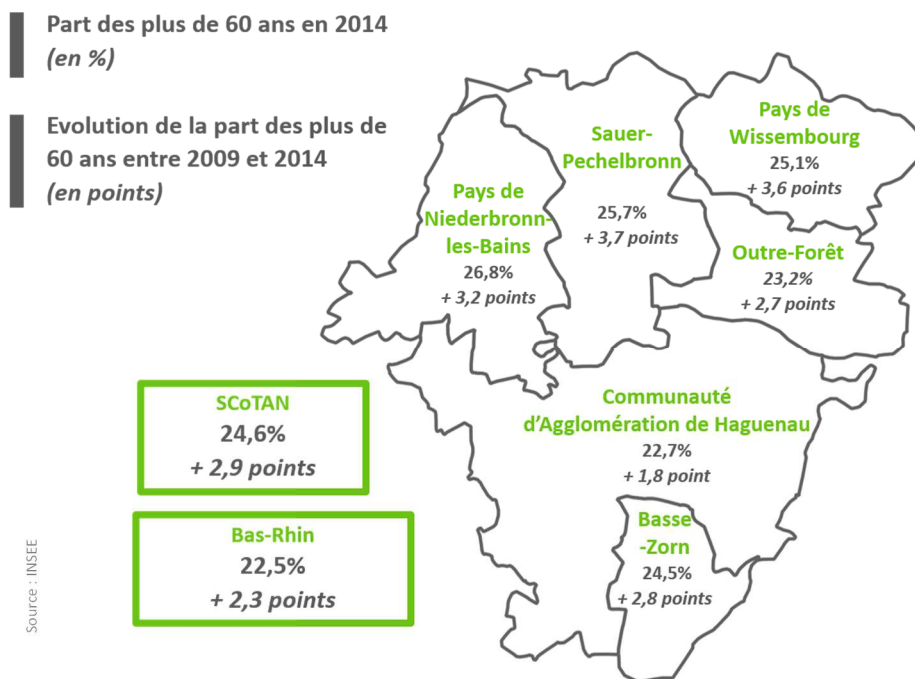 Part des plus de 60 ans en 2014
(en %)
Evolution de la part des plus de
60 ans entre 2009 et 2014
(en points)
Pays de
Wissembourg
25,1%
+ 3,6 points
Sauer-
Pechelbronn
25,7%
+ 3,7 points
Pays de
Niederbronn-
les-Bains
26,8%
+ 3,2 points
Outre-Forêt
23,2%
+ 2,7 points
Communauté
d'Agglomération de Haguenau
22,7%
+ 1,8 point
Basse
-Zorn
24,5%
+ 2,8 points
SCoTAN
24,6%
+ 2,9 points
Bas-Rhin
22,5%
+ 2,3 points
Source : INSEE